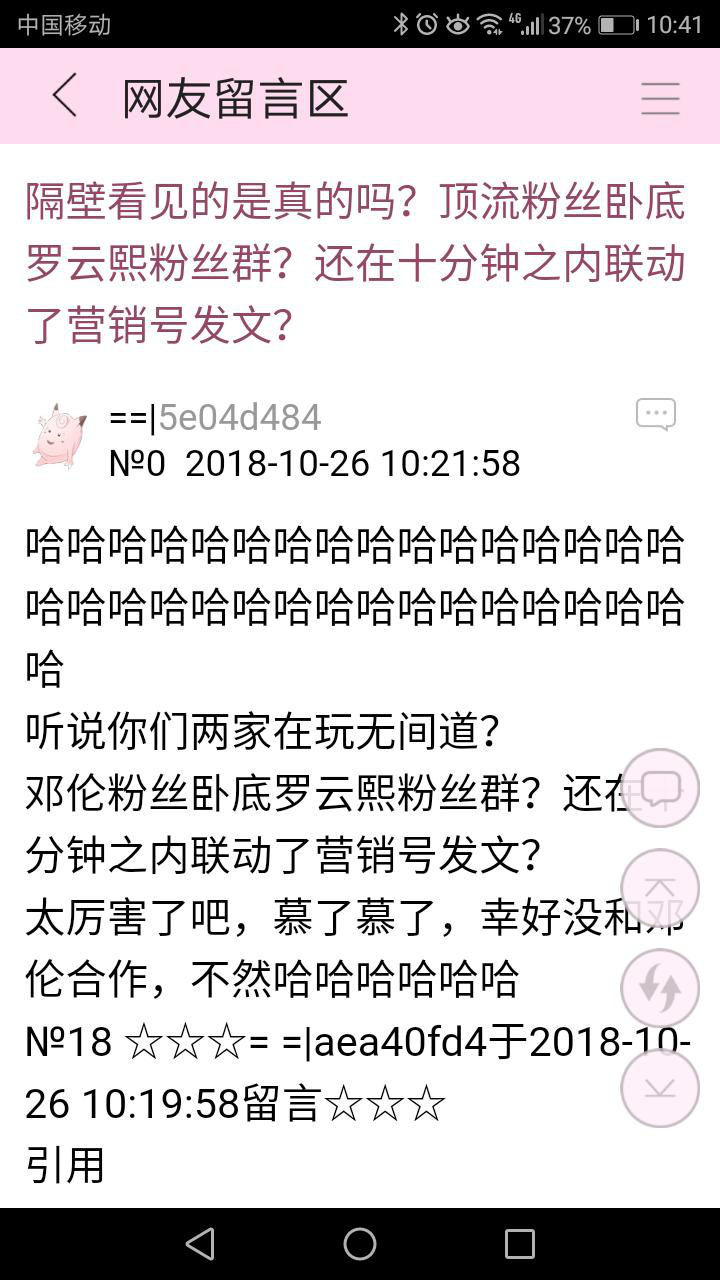 中国移动 4G 37% 10:41
网友留言区
隔壁看见的是真的吗？顶流粉丝卧底
罗云熙粉丝群？还在十分钟之内联动
了营销号发文？
==|5e04d484
№0 2018-10-26 10:21:58
哈哈哈哈哈哈哈哈哈哈哈哈哈哈哈哈
哈哈哈哈哈哈哈哈哈哈哈哈哈哈哈哈
哈
听说你们两家在玩无间道？
邓伦粉丝卧底罗云熙粉丝群？还在十
分钟之内联动了营销号发文？
太厉害了吧，慕了慕了，幸好没和邓
伦合作，不然哈哈哈哈哈哈
№18 ☆☆☆= =|aea40fd4于2018-10-
26 10:19:58留言☆☆☆
引用